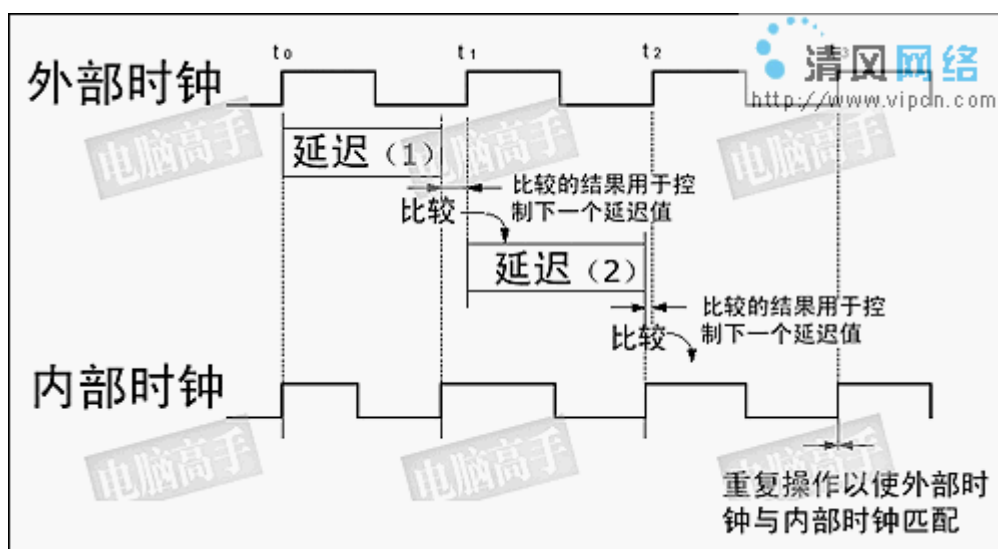 t0
t1
t2
t3
清风网络
http://www.vipcn.com
外部时钟
电脑高手
电脑高手
电脑高手
延迟（1）
比较的结果用于控
制下一个延迟值
比较
延迟（2）
比较的结果用于控
制下一个延迟值
比较
内部时钟
电脑高手
电脑高手
电脑高手
重复操作以使外部时
钟与内部时钟匹配